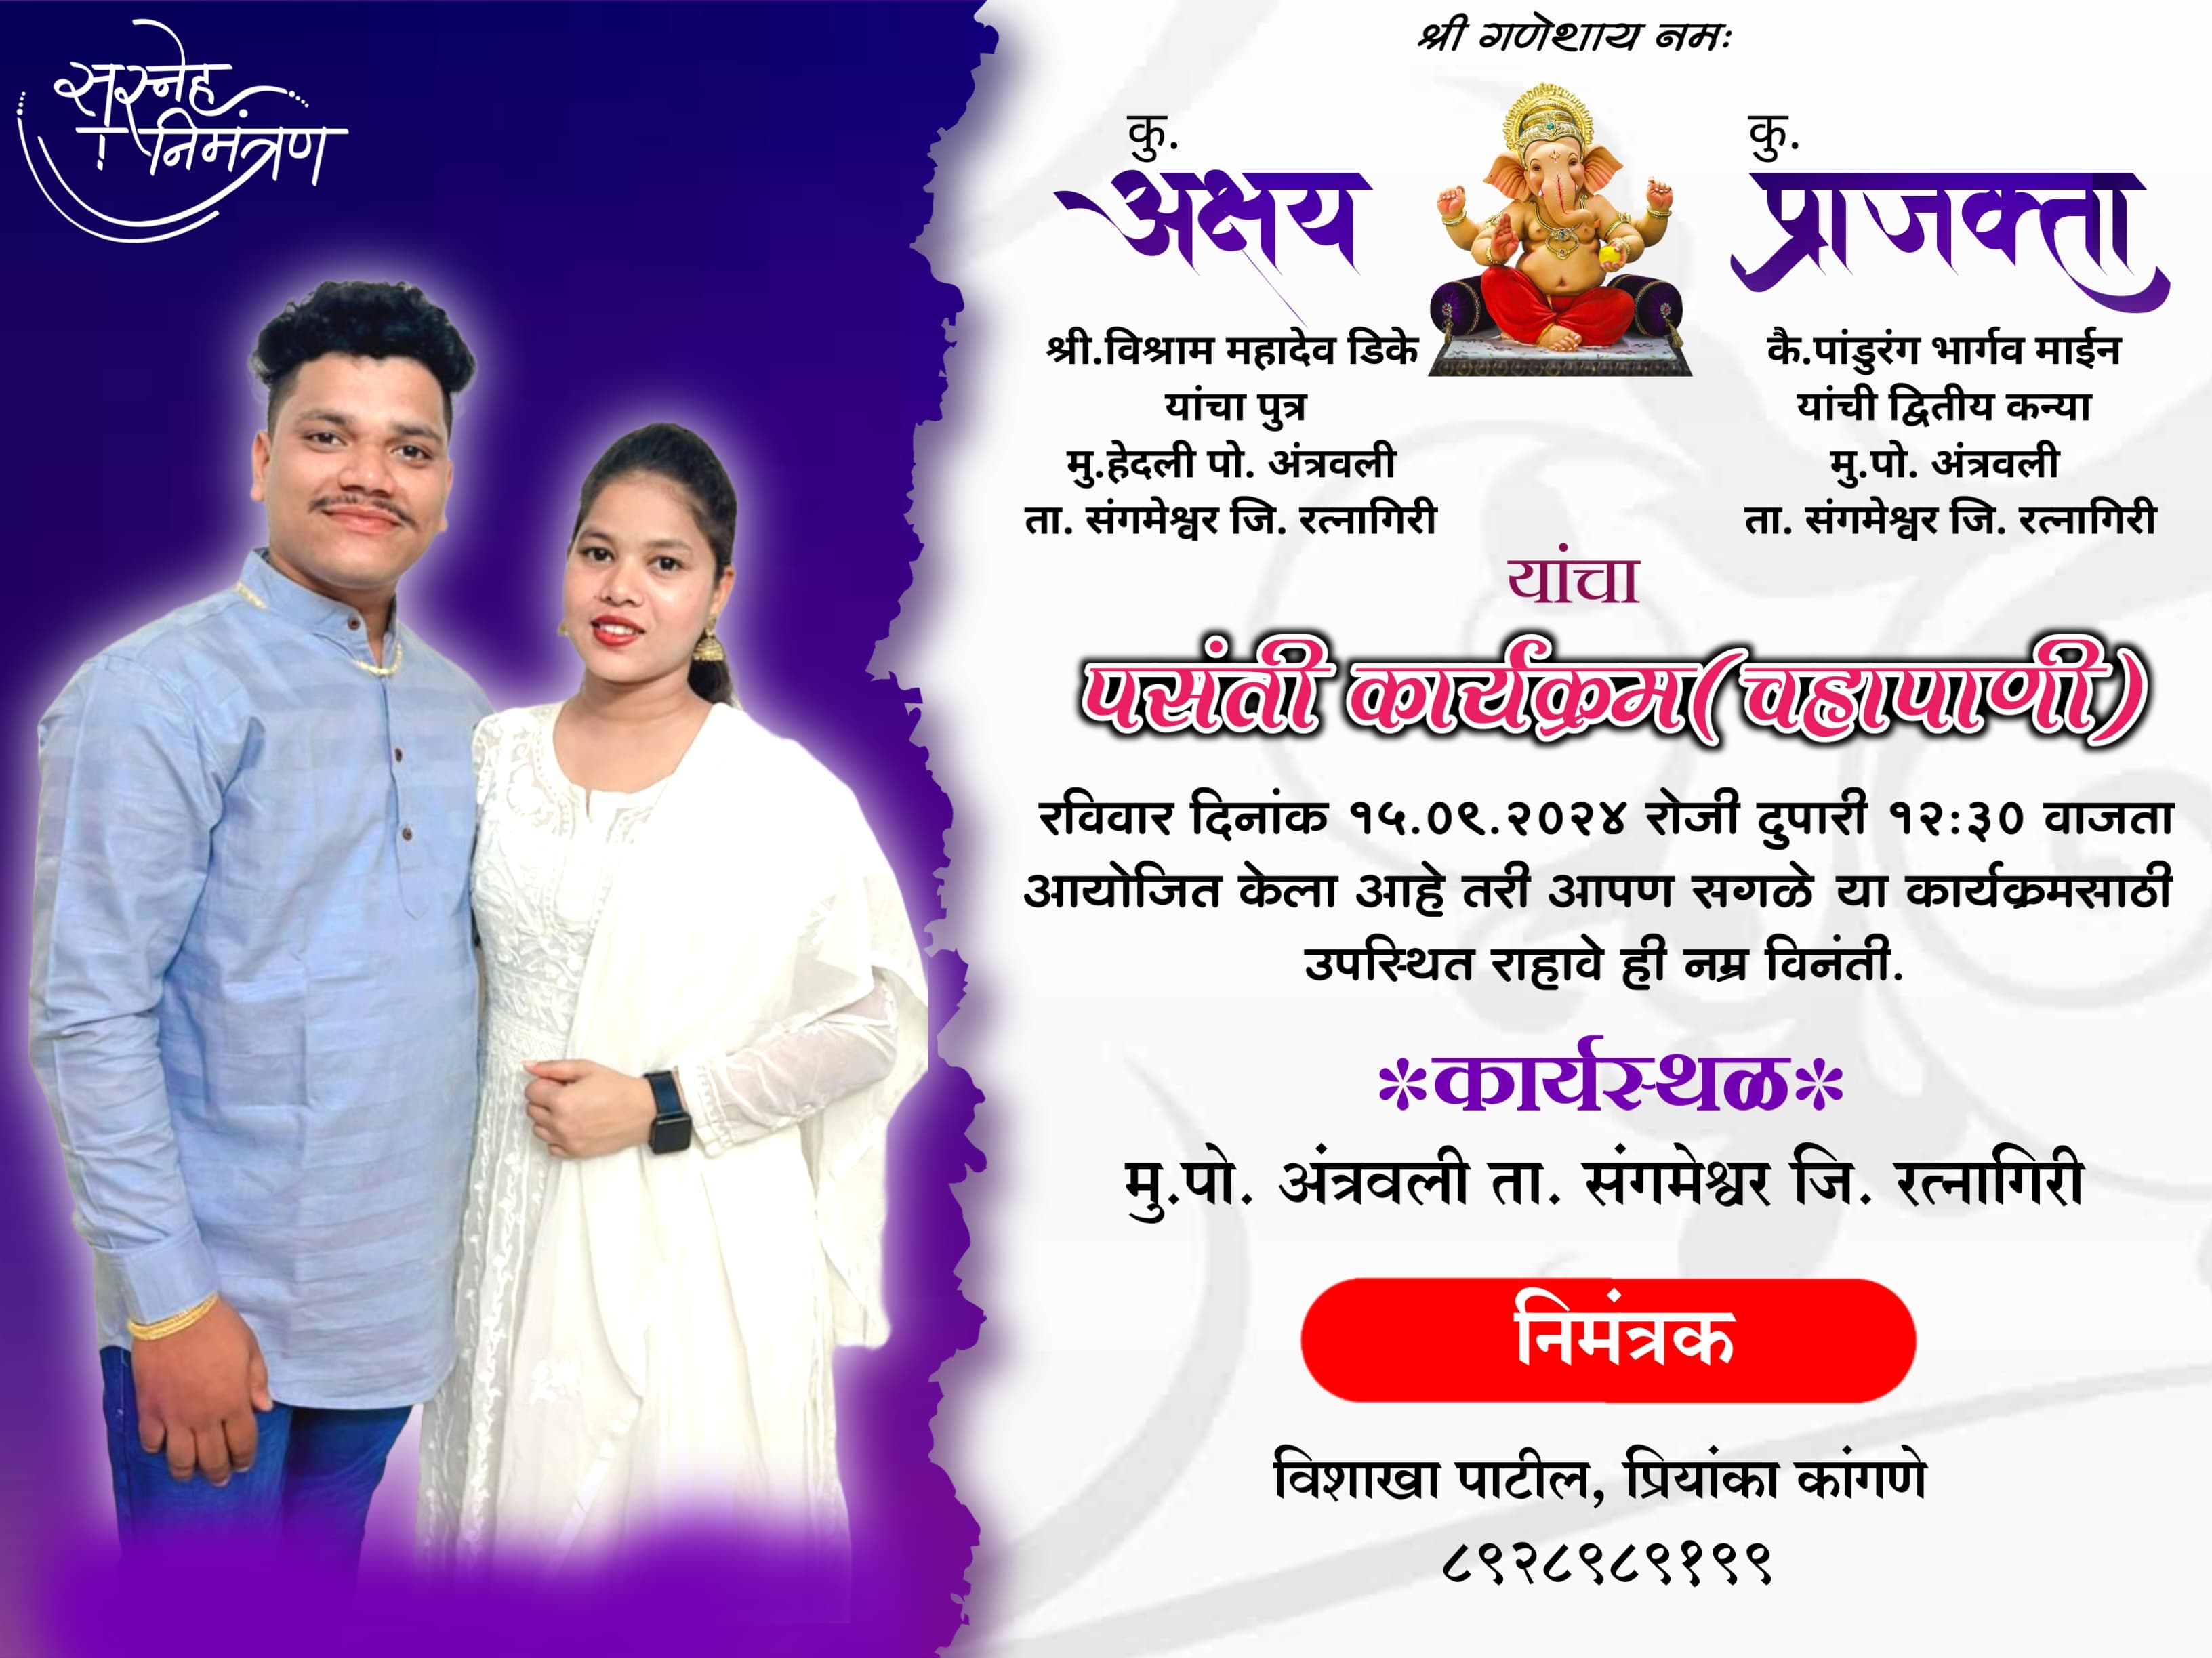 सस्नेह
निमंत्रण
श्री गणेशाय नमः
कु.
अक्षय
श्री.विश्राम महादेव डिके
यांचा पुत्र
मु.हेदली पो. अंत्रवली
ता. संगमेश्वर जि. रत्नागिरी
कु.
प्राजक्ता
कै.पांडुरंग भार्गव माईन
यांची द्वितीय कन्या
मु.पो. अंत्रवली
ता. संगमेश्वर जि. रत्नागिरी
यांचा
पसंती कार्यक्रम(चहापाणी)
रविवार दिनांक १५.०९.२०२४ रोजी दुपारी १२:३० वाजता
आयोजित केला आहे तरी आपण सगळे या कार्यक्रमसाठी
उपस्थित राहावे ही नम्र विनंती.
*कार्यस्थळ*
मु.पो. अंत्रवली ता. संगमेश्वर जि. रत्नागिरी
निमंत्रक
विशाखा पाटील, प्रियांका कांगणे
८९२८९८९१९९